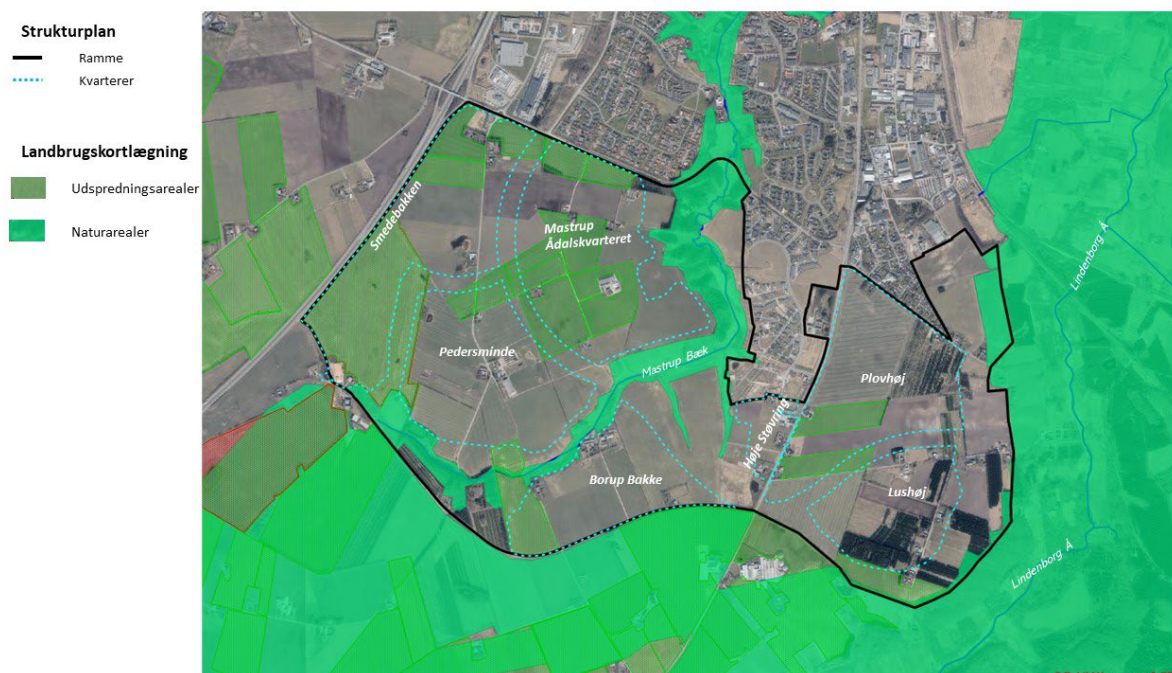 Strukturplan
Ramme
Kvarterer
Landbrugskortlægning
Udspredningsarealer
Naturarealer
Smedebakken
Mastrup
Ådalskvarteret
Pedersminde
Mastrup Bæk
Borup Bakke
Høje Støvring
Plovhøj
Lushøj
Lindenborg Å
Lindenborg Å